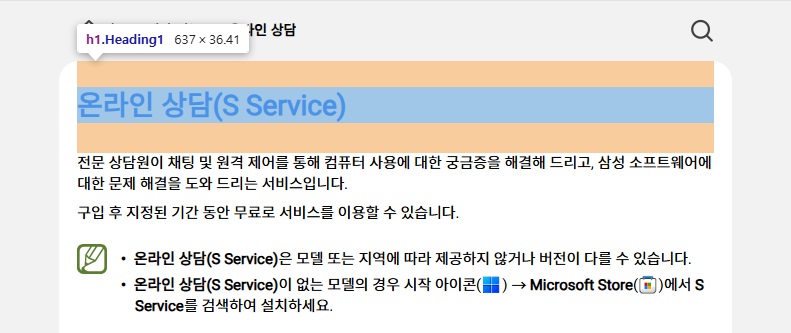 온라인 상담
h1.Heading1 637 × 36.41
온라인 상담(S Service)
전문 상담원이 채팅 및 원격 제어를 통해 컴퓨터 사용에 대한 궁금증을 해결해 드리고, 삼성 소프트웨어에
대한 문제 해결을 도와 드리는 서비스입니다.
구입 후 지정된 기간 동안 무료로 서비스를 이용할 수 있습니다.
• 온라인 상담(S Service)은 모델 또는 지역에 따라 제공하지 않거나 버전이 다를 수 있습니다.
• 온라인 상담(S Service)이 없는 모델의 경우 시작 아이콘( ) → Microsoft Store( )에서 S
Service를 검색하여 설치하세요.